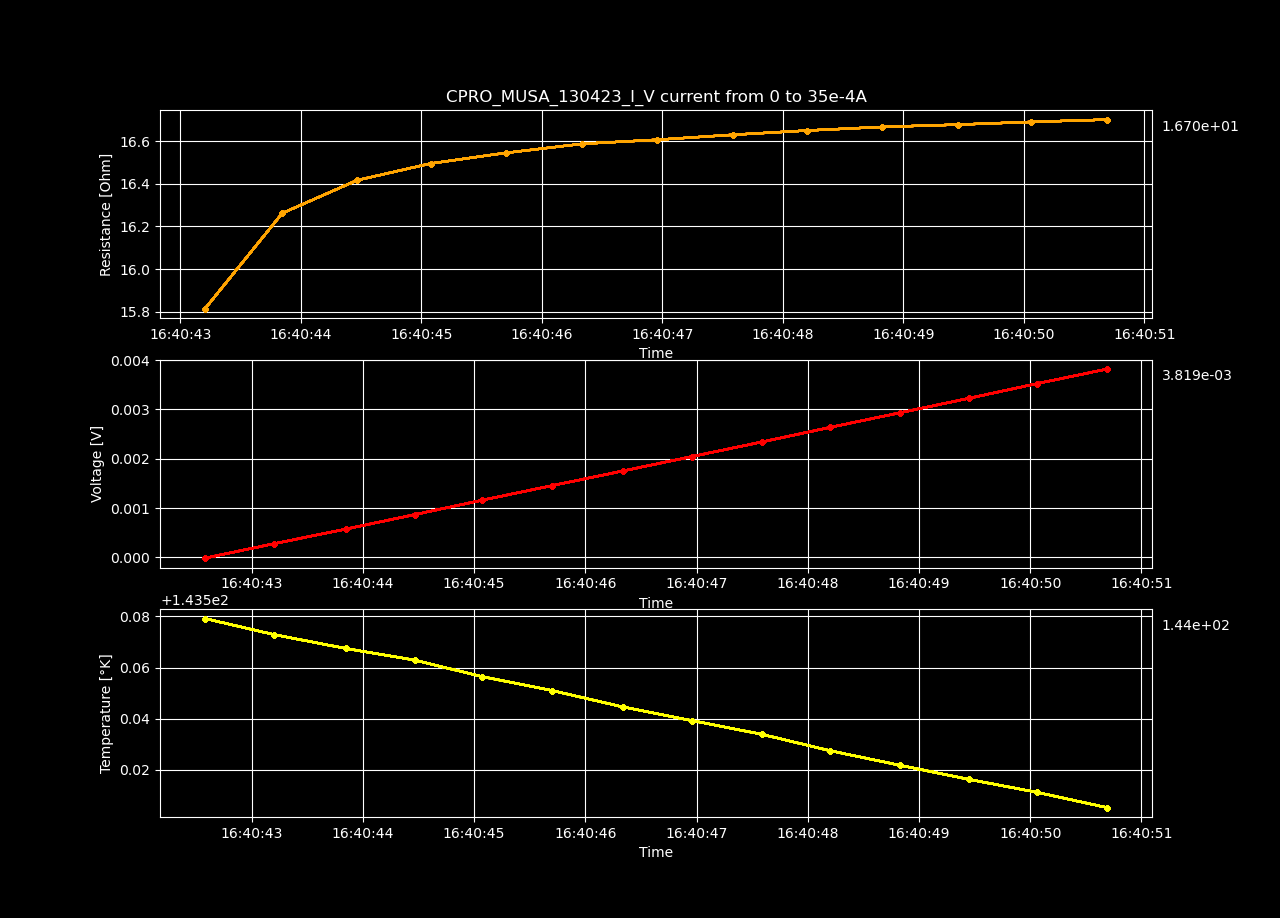 CPRO_MUSA_130423_I_V current from 0 to 35e-4A
Resistance [Ohm]
16.6
16.4
16.2
16.0
15.8
1.670e+01
16:40:43 16:40:44 16:40:45 16:40:46 16:40:47 16:40:48 16:40:49 16:40:50 16:40:51
Time
Voltage [V]
0.004
0.003
0.002
0.001
0.000
3.819e-03
16:40:43 16:40:44 16:40:45 16:40:46 16:40:47 16:40:48 16:40:49 16:40:50 16:40:51
Time
+1.435e2
Temperature [°K]
0.08
0.06
0.04
0.02
1.44e+02
16:40:43 16:40:44 16:40:45 16:40:46 16:40:47 16:40:48 16:40:49 16:40:50 16:40:51
Time